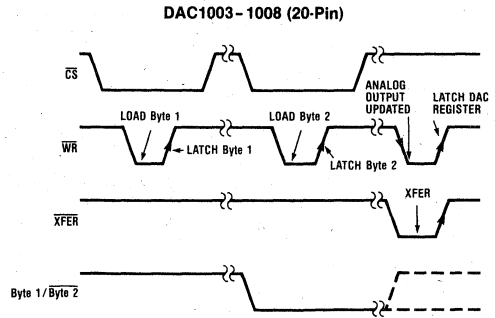 DAC1003-1008 (20-Pin)
CS
ANALOG
OUTPUT
UPDATED
LATCH DAC
REGISTER
LOAD Byte 1
LOAD Byte 2
WR
LATCH Byte 1
LATCH Byte 2
XFER
XFER
Byte 1/Byte 2